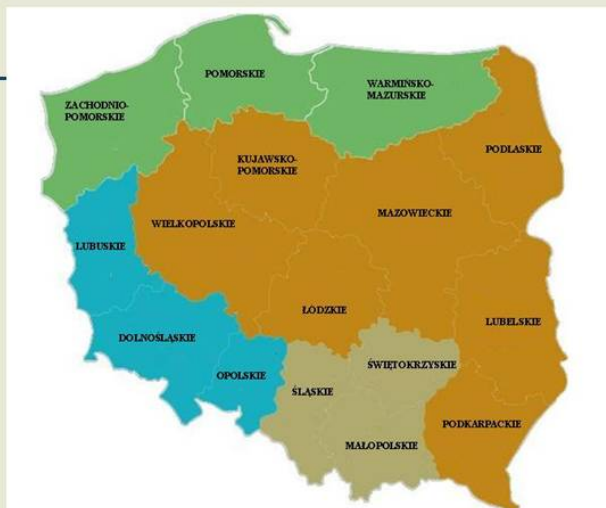 POMORSKIE
WARMIŃSKO-
MAZURSKIE
ZACHODNIO-
POMORSKIE
PODLASKIE
KUJAWSKO-
POMORSKIE
MAZOWIECKIE
WIELKOPOLSKIE
LUBUSKIE
ŁÓDZKIE
LUBELSKIE
DOLNOŚLĄSKIE
ŚWIĘTOKRZYSKIE
OPOLSKIE
ŚLĄSKIE
PODKARPACKIE
MAŁOPOLSKIE